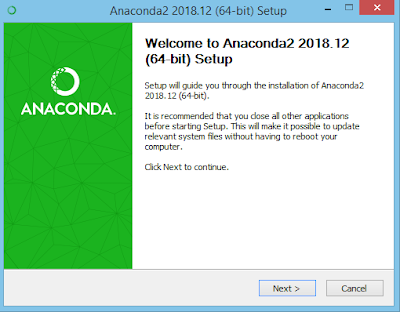 Anaconda2 2018.12 (64-bit) Setup
ANACONDA.
Welcome to Anaconda2 2018.12
(64-bit) Setup
Setup will guide you through the installation of Anaconda2
2018.12 (64-bit).
It is recommended that you close all other applications
before starting Setup. This will make it possible to update
relevant system files without having to reboot your
computer.
Click Next to continue.
Next >
Cancel